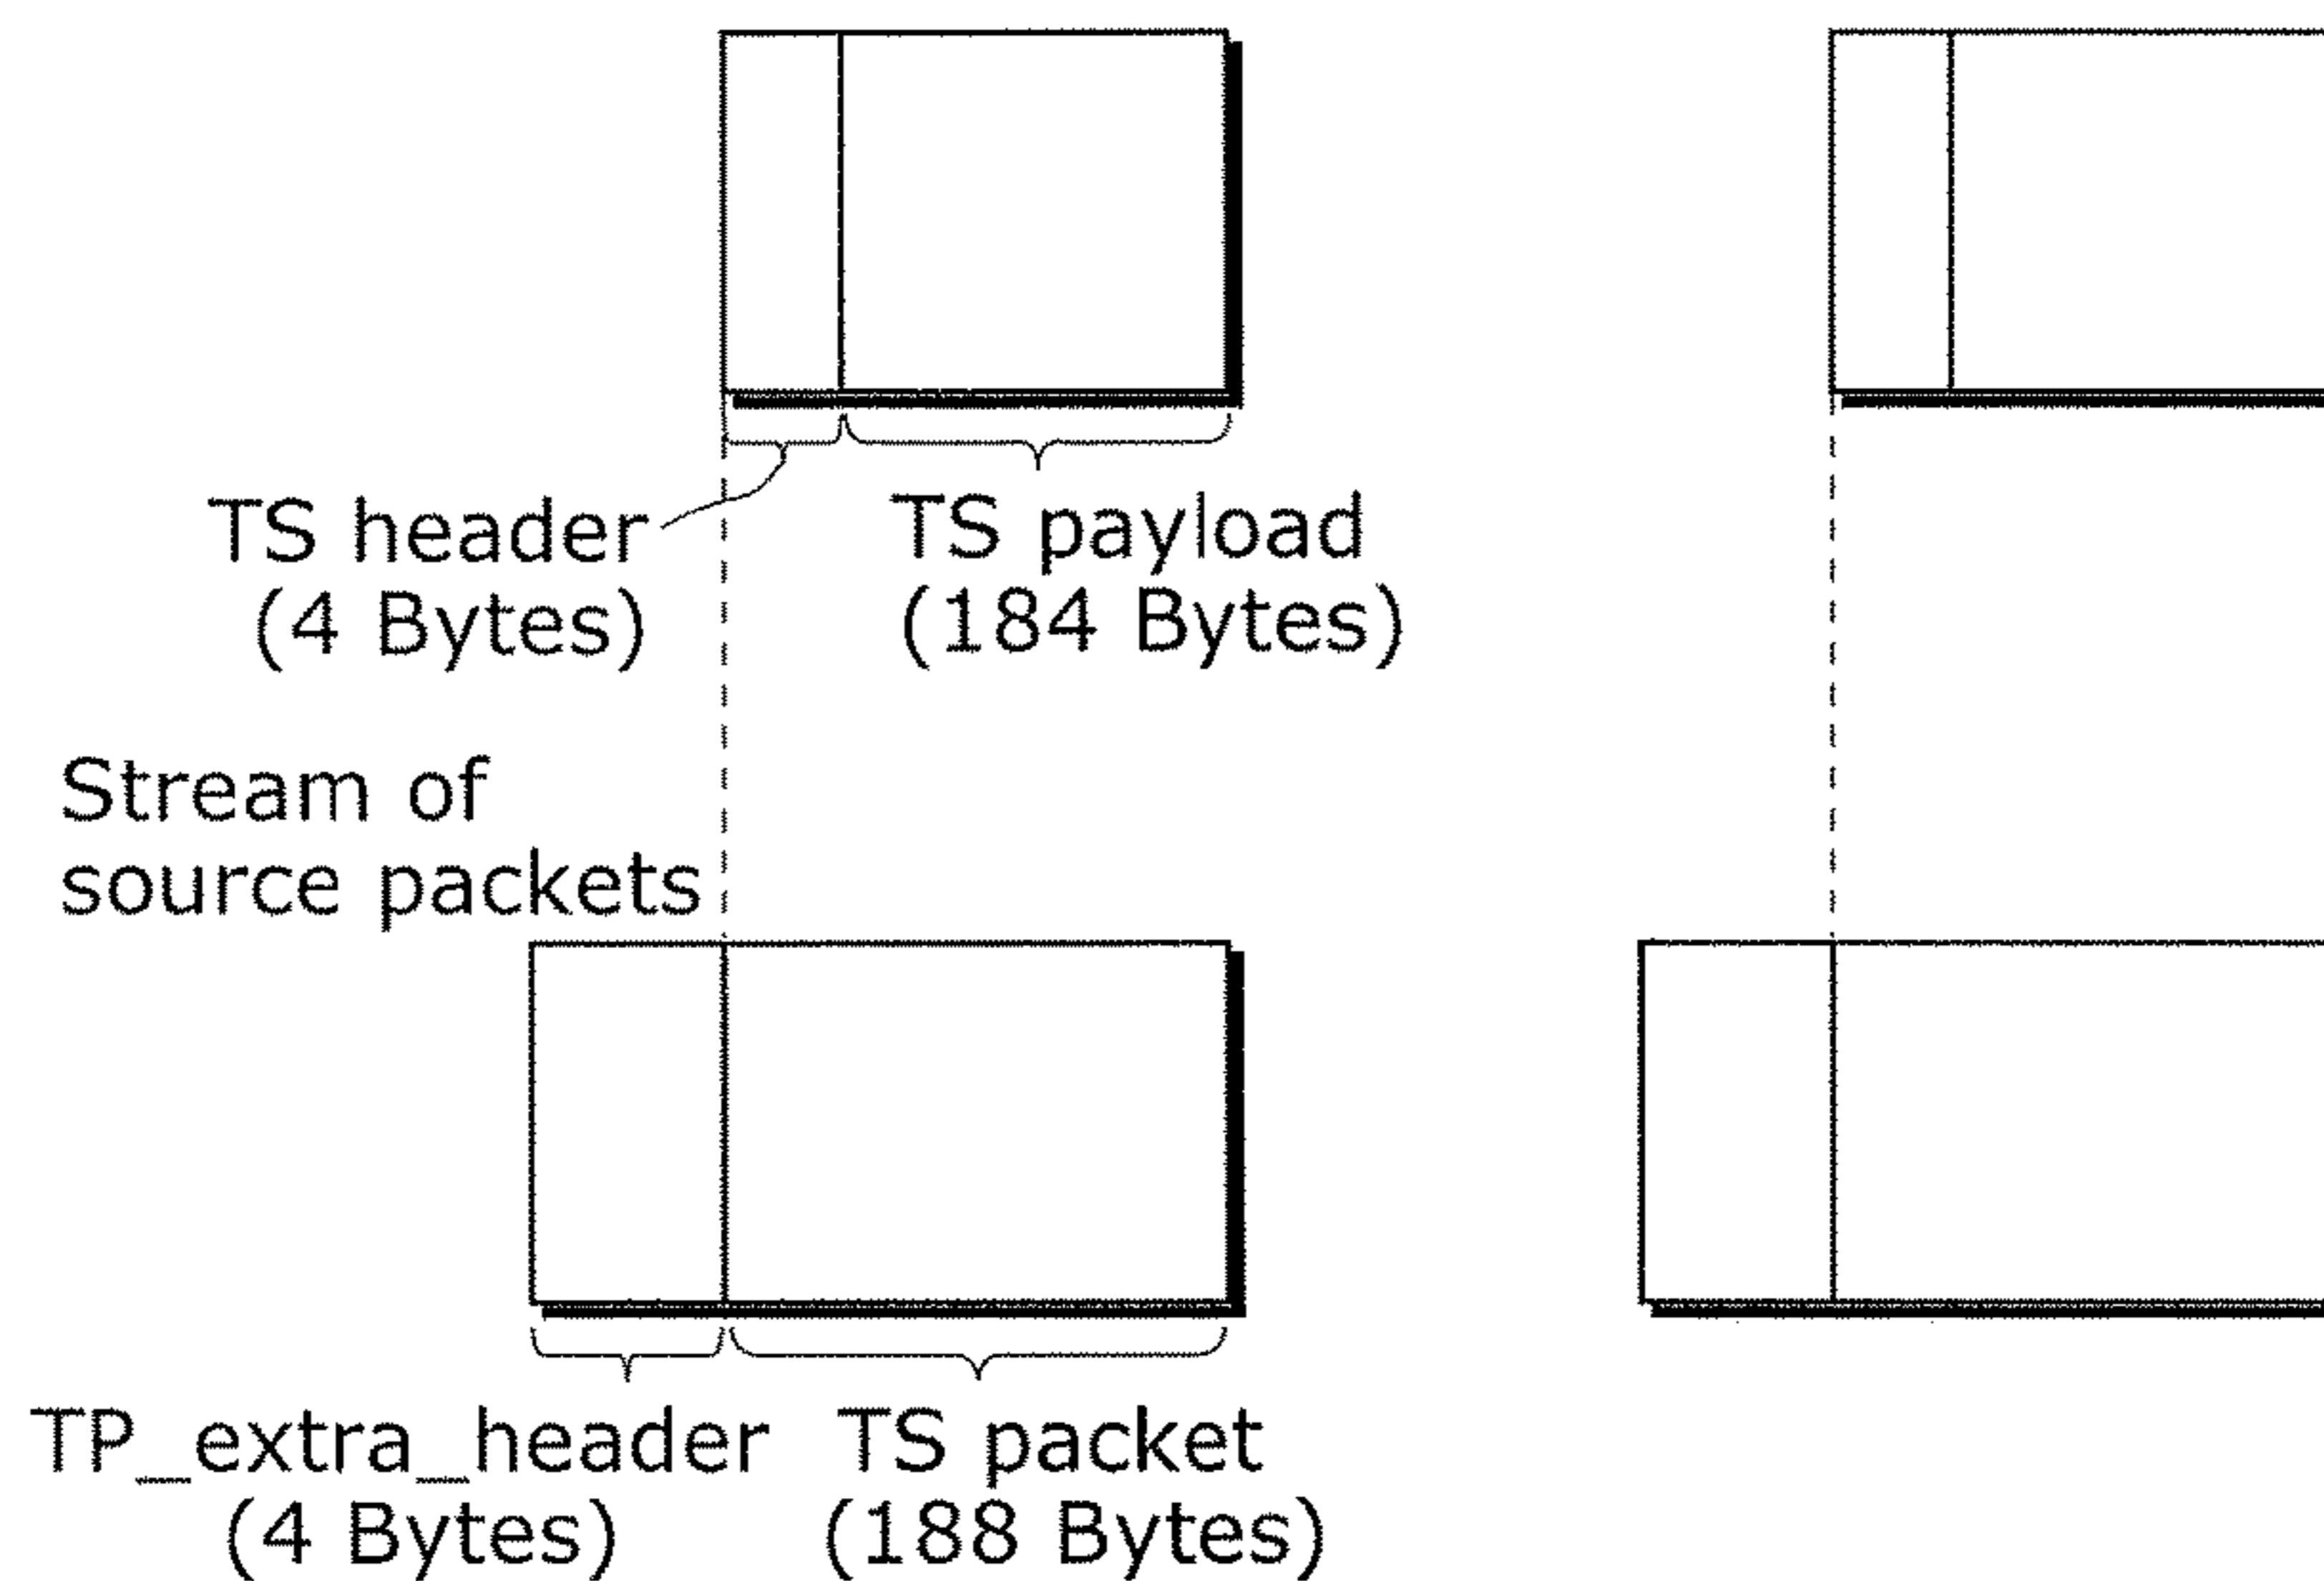 TS header
(4 Bytes)
TS payload
(184 Bytes)
Stream of
source packets
TP_extra_header
(4 Bytes)
TS packet
(188 Bytes)